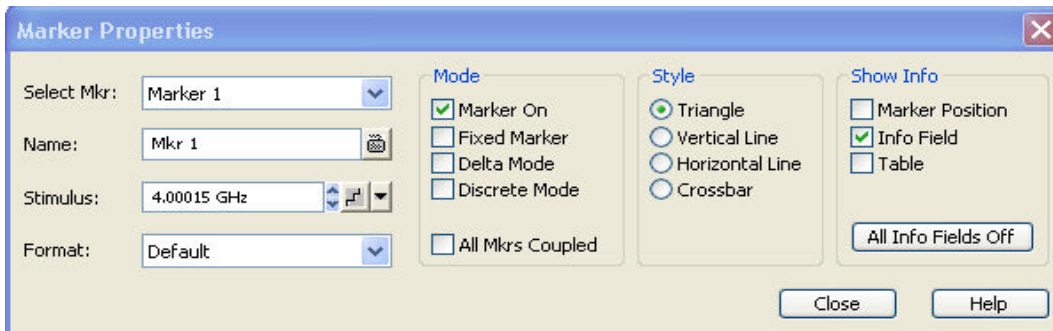 Marker Properties
Select Mkr: Marker 1
Name: Mkr 1
Stimulus: 4.00015 GHz
Format: Default
Mode
Marker On
Fixed Marker
Delta Mode
Discrete Mode
All Mkrs Coupled
Style
Triangle
Vertical Line
Horizontal Line
Crossbar
Show Info
Marker Position
Info Field
Table
All Info Fields Off
Close
Help